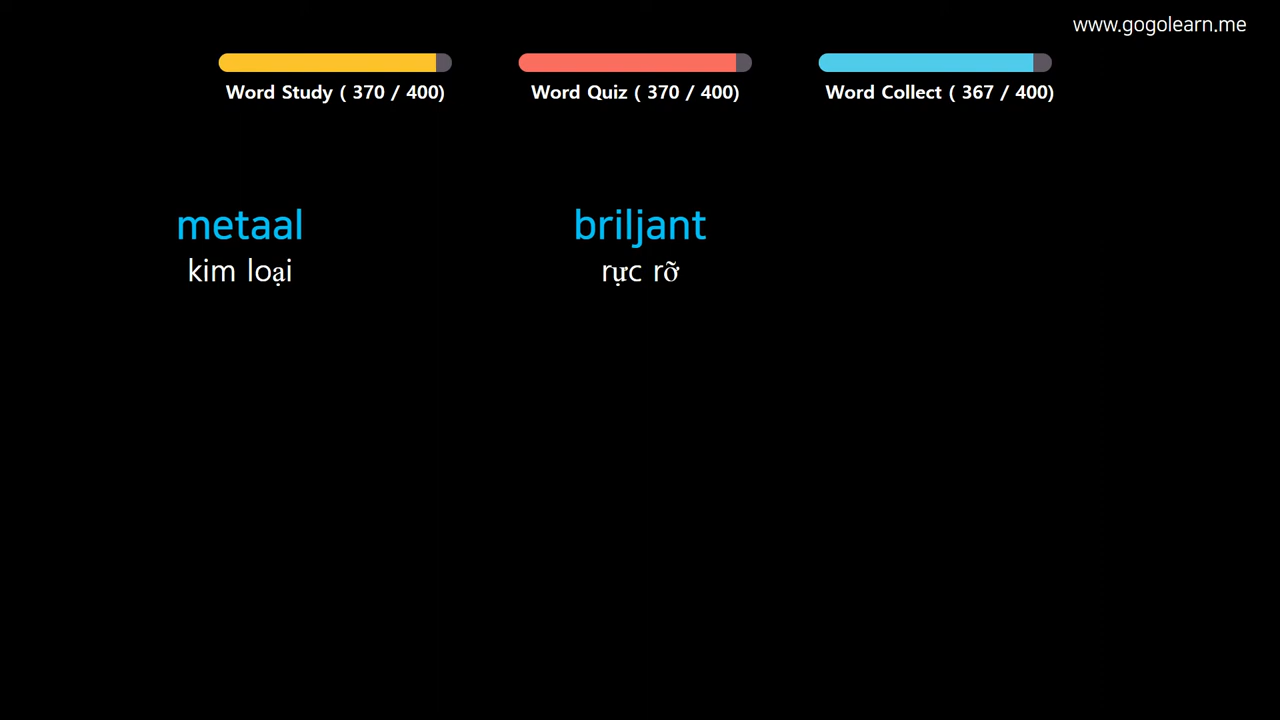 www.gogolearn.me
Word Study ( 370 / 400)
Word Quiz ( 370 / 400)
Word Collect ( 367 / 400)
metaal
kim loại
briljant
rực rỡ